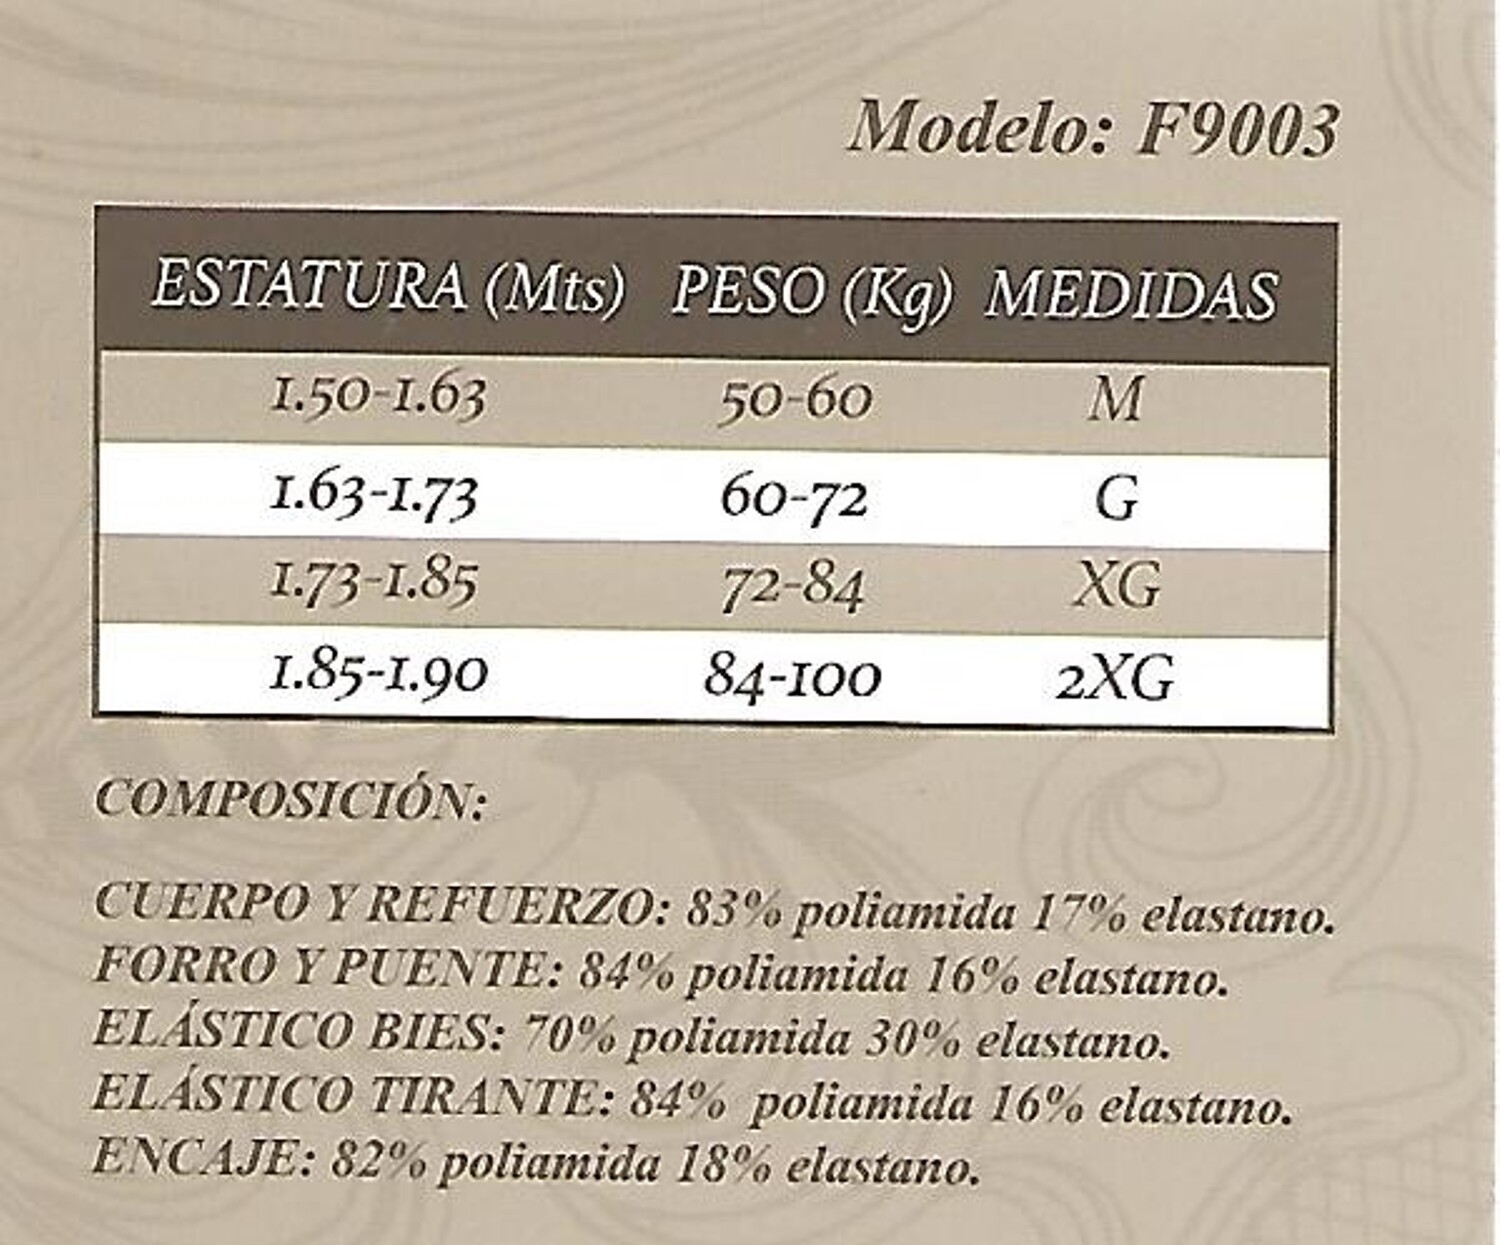 Modelo: F9003
ESTATURA (Mts) PESO (Kg) MEDIDAS
1.50-1.63 50-60 M
1.63-1.73 60-72 G
1.73-1.85 72-84 XG
1.85-1.90 84-100 2XG
COMPOSICIÓN:
CUERPO Y REFUERZO: 83% poliamida 17% elastano.
FORRO Y PUENTE: 84% poliamida 16% elastano.
ELÁSTICO BIES: 70% poliamida 30% elastano.
ELÁSTICO TIRANTE: 84% poliamida 16% elastano.
ENCAJE: 82% poliamida 18% elastano.